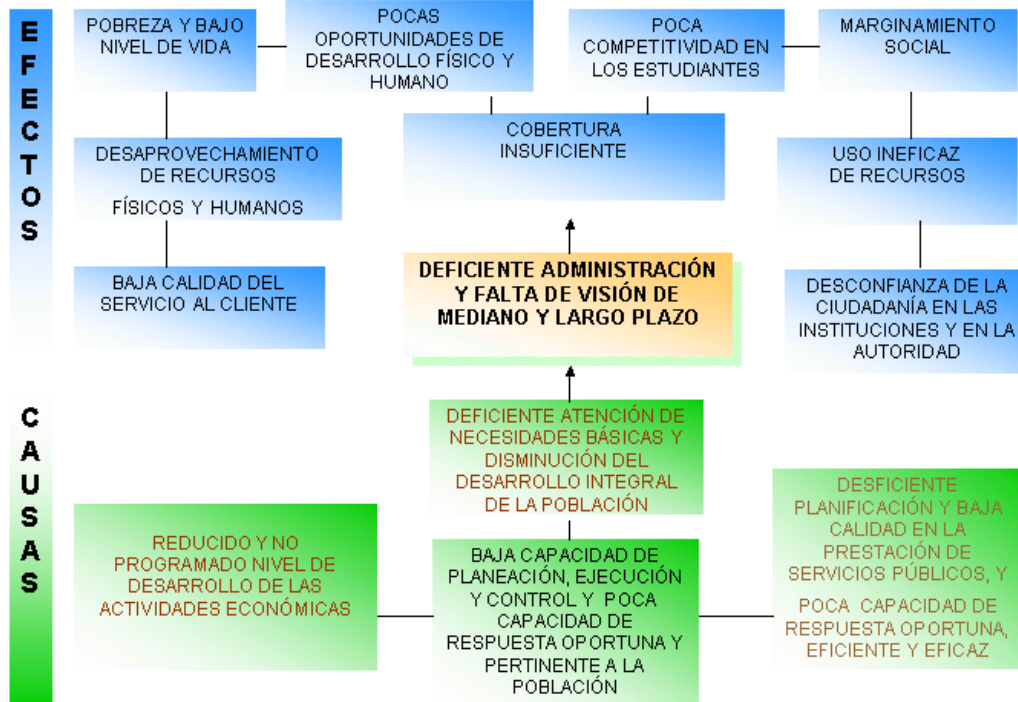 EFECTOS
POBREZA Y BAJO
NIVEL DE VIDA
POCAS
OPORTUNIDADES DE
DESARROLLO FÍSICO Y
HUMANO
POCA
COMPETITIVIDAD EN
LOS ESTUDIANTES
MARGINAMIENTO
SOCIAL
DESAPROVECHAMIENTO
DE RECURSOS
FÍSICOS Y HUMANOS
COBERTURA
INSUFICIENTE
USO INEFICAZ
DE RECURSOS
BAJA CALIDAD DEL
SERVICIO AL CLIENTE
DEFICIENTE ADMINISTRACIÓN
Y FALTA DE VISIÓN DE
MEDIANO Y LARGO PLAZO
DESCONFIANZA DE LA
CIUDADANÍA EN LAS
INSTITUCIONES Y EN LA
AUTORIDAD
CAUSAS
DEFICIENTE ATENCIÓN DE
NECESIDADES BÁSICAS Y
DISMINUCIÓN DEL
DESARROLLO INTEGRAL
DE LA POBLACIÓN
REDUCIDO Y NO
PROGRAMADO NIVEL DE
DESARROLLO DE LAS
ACTIVIDADES ECONÓMICAS
BAJA CAPACIDAD DE
PLANEACIÓN, EJECUCIÓN
Y CONTROL Y POCA
CAPACIDAD DE
RESPUESTA OPORTUNA Y
PERTINENTE A LA
POBLACIÓN
DESFICIENTE
PLANIFICACIÓN Y BAJA
CALIDAD EN LA
PRESTACIÓN DE
SERVICIOS PÚBLICOS, Y
POCA CAPACIDAD DE
RESPUESTA OPORTUNA,
EFICIENTE Y EFICAZ